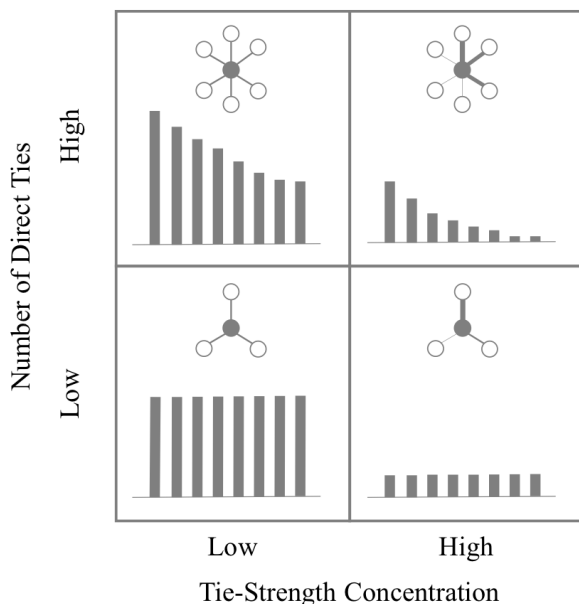 Number of Direct Ties
High
Low
Low
High
Tie-Strength Concentration